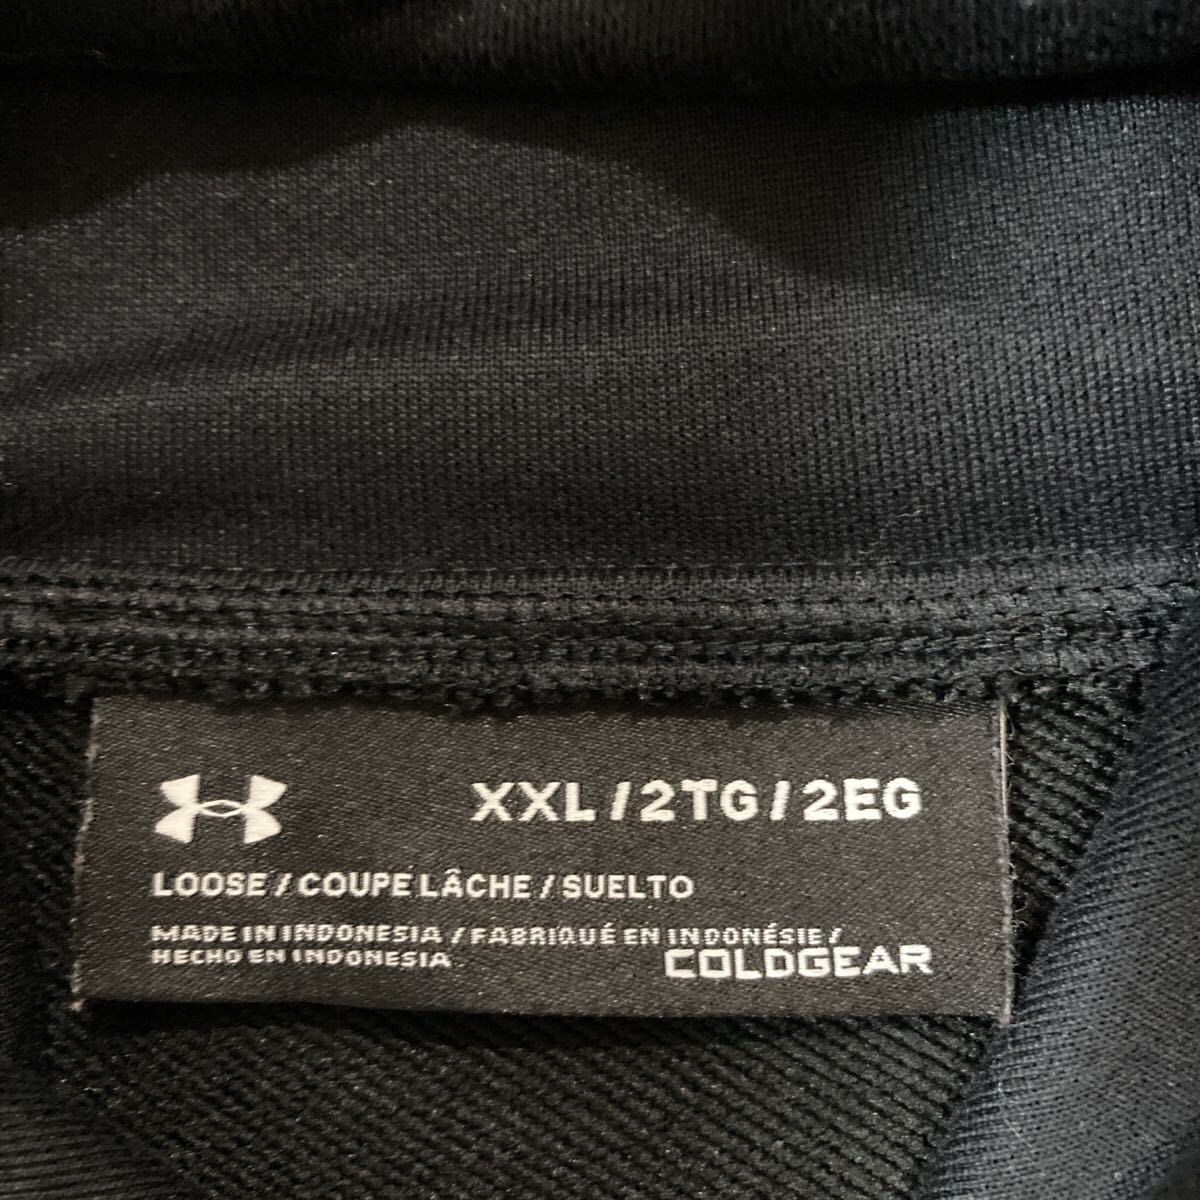 XXL / 2TG / 2EG
LOOSE / COUPE LÂCHE / SUELTO
MADE IN INDONESIA / FABRIQUÉ EN INDONÉSIE /
HECHO EN INDONESIA
COLDGEAR